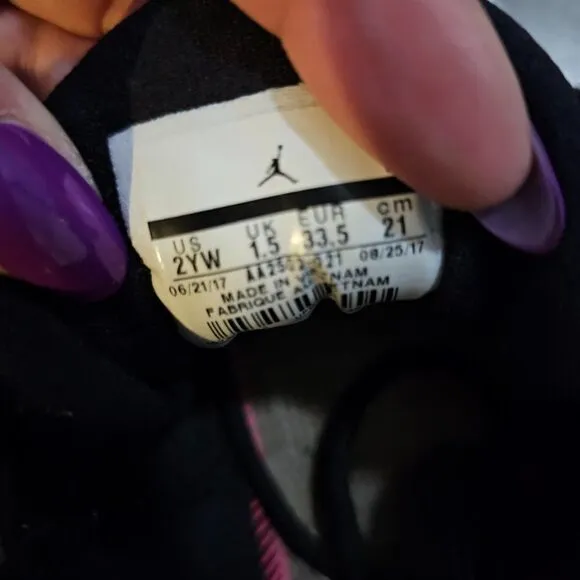 US UK EUR cm
2YW 1.5 33.5 21
06/21/17 08/25/17
MADE IN
FABRIQUE